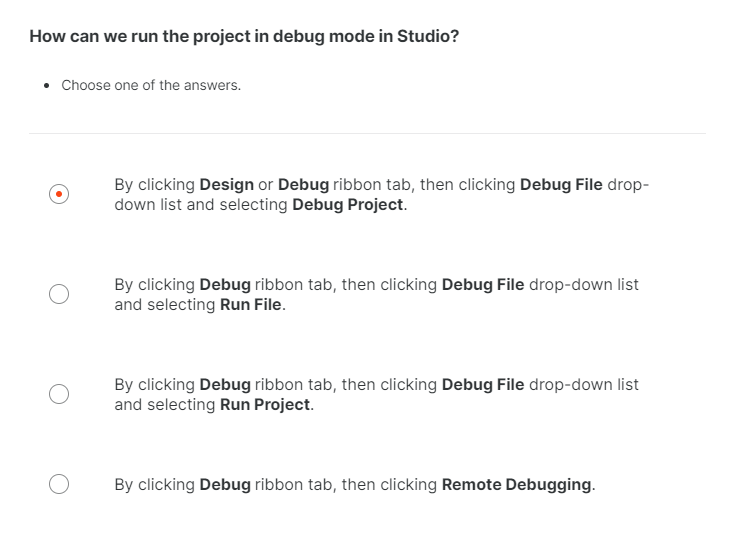 How can we run the project in debug mode in Studio?
• Choose one of the answers.
By clicking Design or Debug ribbon tab, then clicking Debug File drop-
down list and selecting Debug Project.
By clicking Debug ribbon tab, then clicking Debug File drop-down list
and selecting Run File.
By clicking Debug ribbon tab, then clicking Debug File drop-down list
and selecting Run Project.
By clicking Debug ribbon tab, then clicking Remote Debugging.